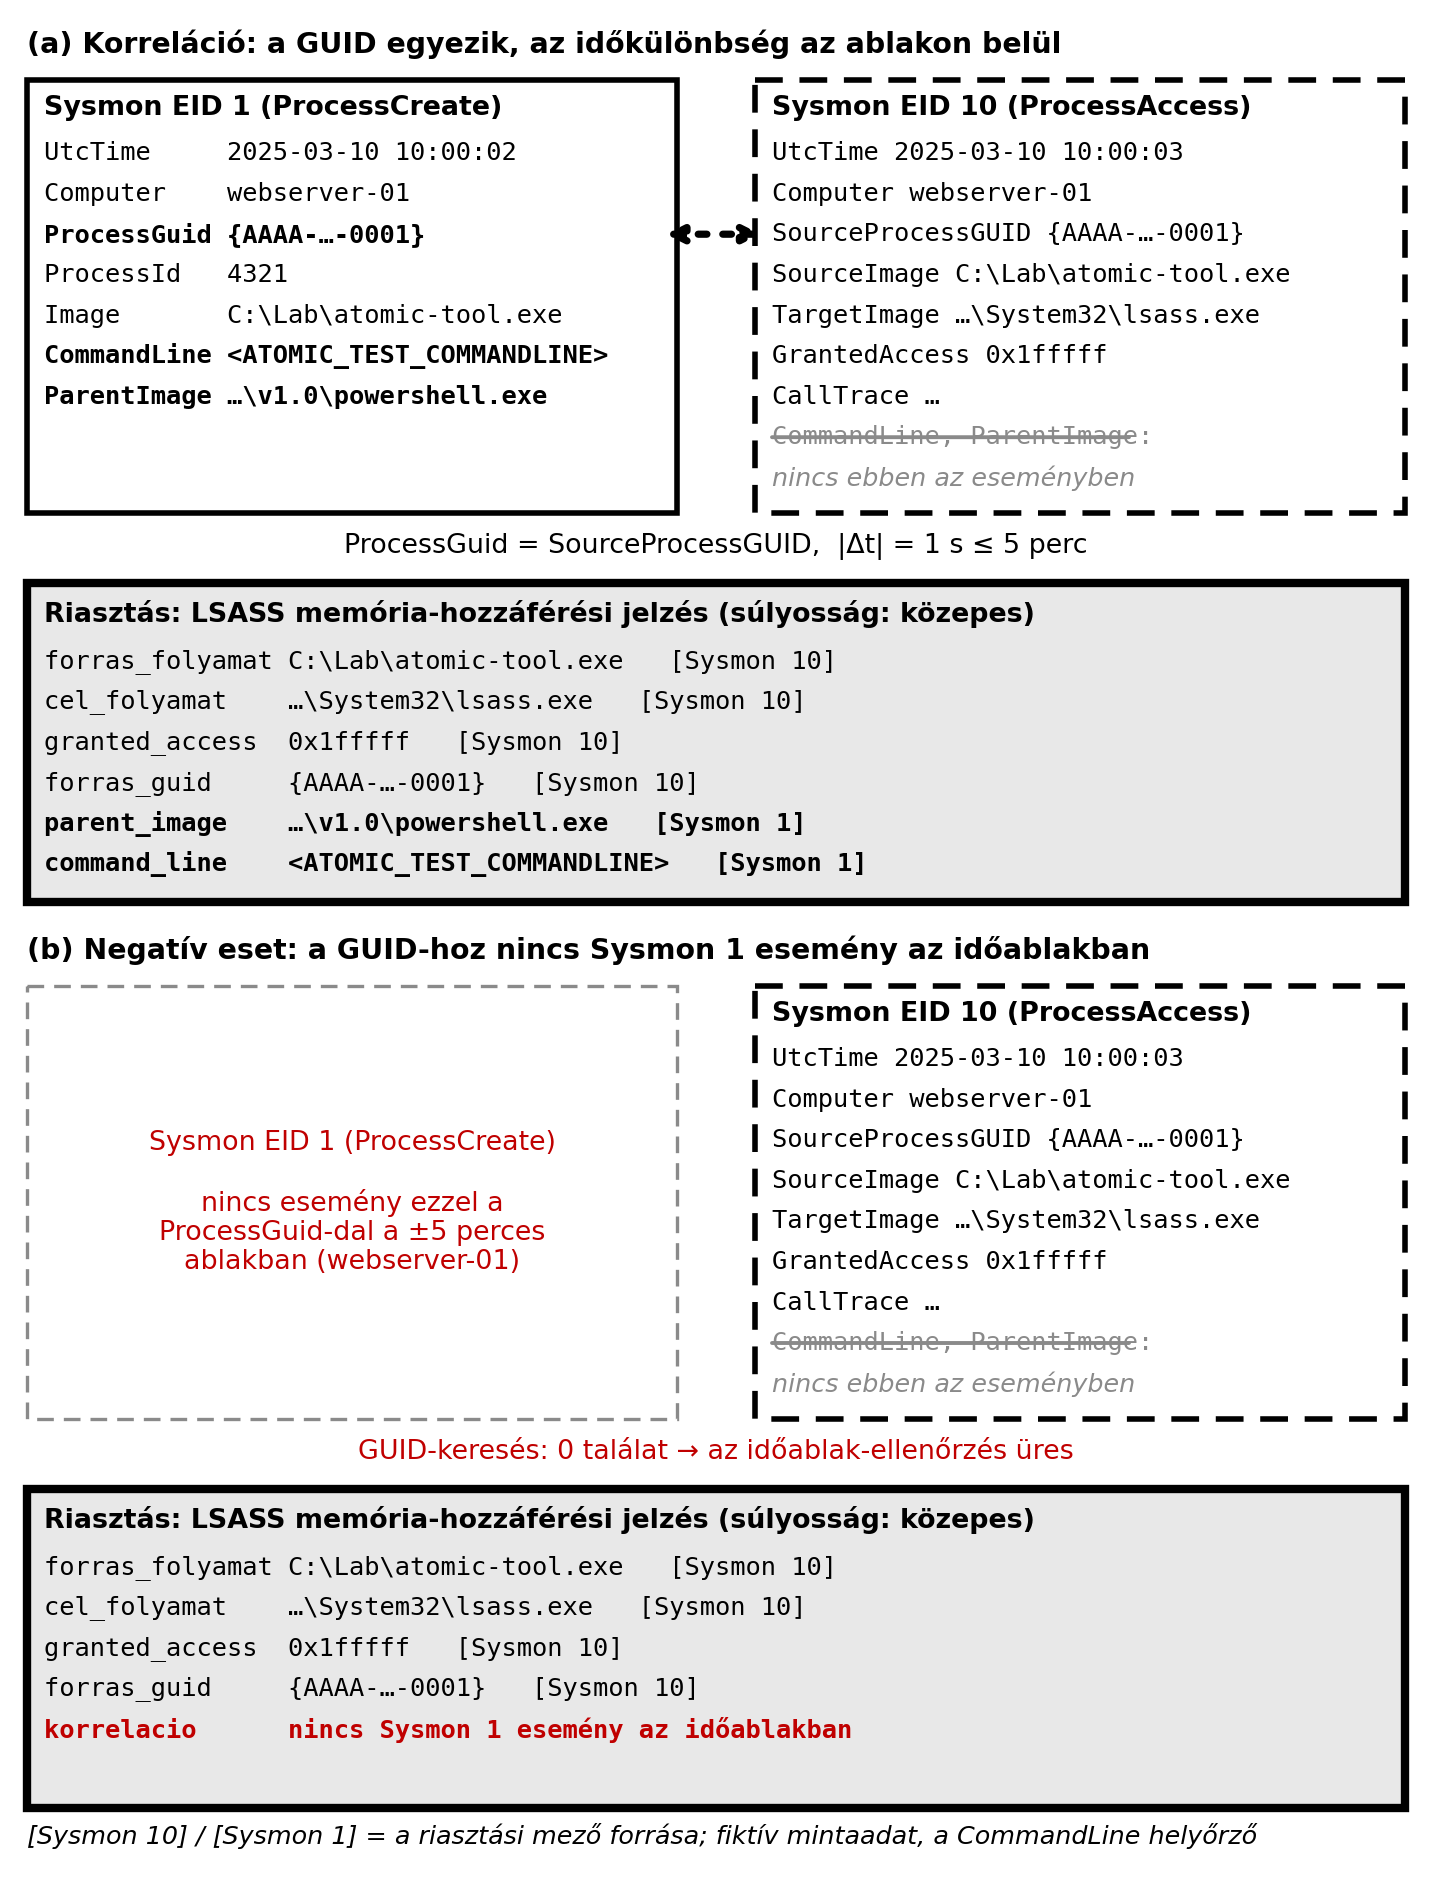 (a) Korreláció: a GUID egyezik, az időkülönbség az ablakon belül
Sysmon EID 1 (ProcessCreate)
UtcTime 2025-03-10 10:00:02
Computer webserver-01
ProcessGuid {AAAA-…-0001}
ProcessId 4321
Image C:\Lab\atomic-tool.exe
CommandLine <ATOMIC_TEST_COMMANDLINE>
ParentImage …\v1.0\powershell.exe
Sysmon EID 10 (ProcessAccess)
UtcTime 2025-03-10 10:00:03
Computer webserver-01
SourceProcessGUID {AAAA-…-0001}
SourceImage C:\Lab\atomic-tool.exe
TargetImage …\System32\lsass.exe
GrantedAccess 0x1fffff
CallTrace …
CommandLine, ParentImage:
nincs ebben az eseményben
ProcessGuid = SourceProcessGUID, |Δt| = 1 s ≤ 5 perc
Riasztás: LSASS memória-hozzáférési jelzés (súlyosság: közepes)
forras_folyamat C:\Lab\atomic-tool.exe [Sysmon 10]
cel_folyamat …\System32\lsass.exe [Sysmon 10]
granted_access 0x1fffff [Sysmon 10]
forras_guid {AAAA-…-0001} [Sysmon 10]
parent_image …\v1.0\powershell.exe [Sysmon 1]
command_line <ATOMIC_TEST_COMMANDLINE> [Sysmon 1]
(b) Negatív eset: a GUID-hoz nincs Sysmon 1 esemény az időablakban
Sysmon EID 1 (ProcessCreate)
nincs esemény ezzel a
ProcessGuid-dal a ±5 perces
ablakban (webserver-01)
Sysmon EID 10 (ProcessAccess)
UtcTime 2025-03-10 10:00:03
Computer webserver-01
SourceProcessGUID {AAAA-…-0001}
SourceImage C:\Lab\atomic-tool.exe
TargetImage …\System32\lsass.exe
GrantedAccess 0x1fffff
CallTrace …
CommandLine, ParentImage:
nincs ebben az eseményben
GUID-keresés: 0 találat → az időablak-ellenőrzés üres
Riasztás: LSASS memória-hozzáférési jelzés (súlyosság: közepes)
forras_folyamat C:\Lab\atomic-tool.exe [Sysmon 10]
cel_folyamat …\System32\lsass.exe [Sysmon 10]
granted_access 0x1fffff [Sysmon 10]
forras_guid {AAAA-…-0001} [Sysmon 10]
korrelacio nincs Sysmon 1 esemény az időablakban
[Sysmon 10] / [Sysmon 1] = a riasztási mező forrása; fiktív mintaadat, a CommandLine helyőrző